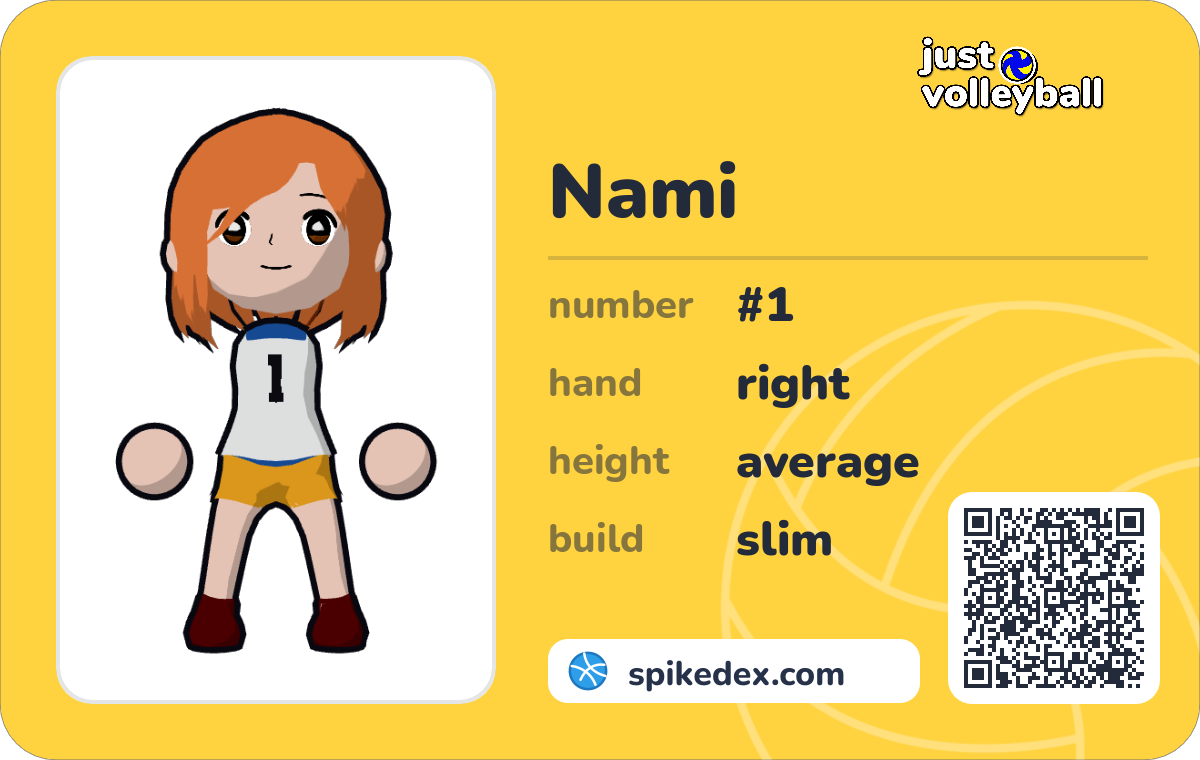 just
volleyball
Nami
number #1
hand right
height average
build slim
1
spikedex.com